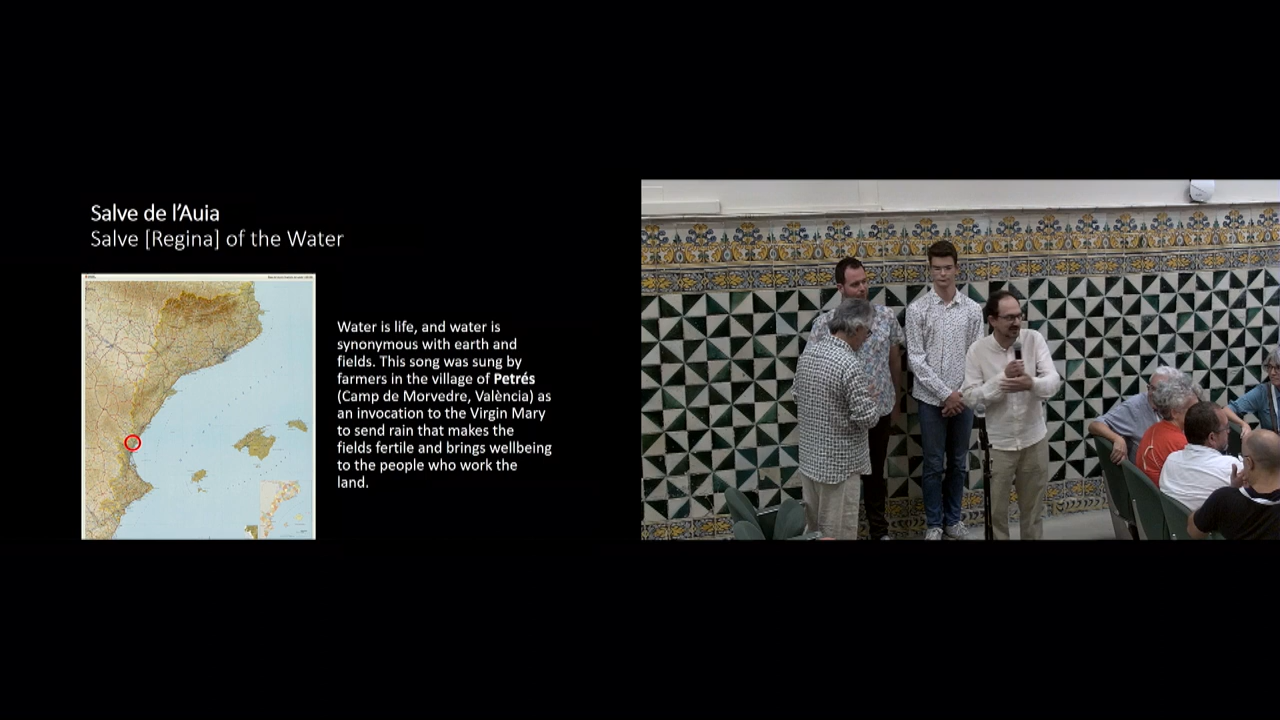 Salve de l'Auia
Salve [Regina] of the Water
Water is life, and water is
synonymous with earth and
fields. This song was sung by
farmers in the village of Petrés
(Camp de Morvedre, València) as
an invocation to the Virgin Mary
to send rain that makes the
fields fertile and brings wellbeing
to the people who work the
land.